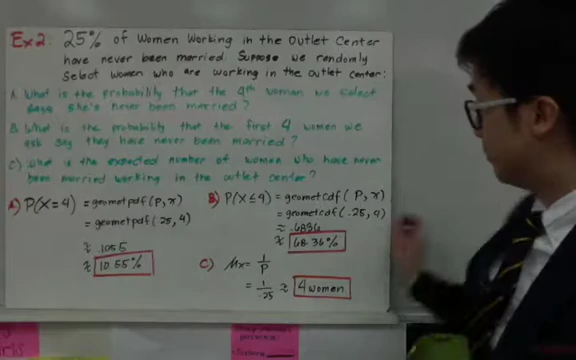 Ex2: 25% of Women Working in the Outlet Center
have never been married. Suppose we randomly
select women who are working in the outlet center:
A. What is the probability that the 4th woman we select
says she's never been married?
B. What is the probability that the first 4 women we
ask say they have never been married?
C) What is the expected number of women who have never
been married working in the outlet center?
A) P(X=4) = geometpdf(P,x)
= geometpdf(.25,4)
≈ .1055
≈ 10.55%
B) P(X≤4) = geometcdf(P,x)
= geometcdf(.25,4)
≈ .6836
≈ 68.36%
C) Mx = 1/P
= 1/.25 ≈ 4 women